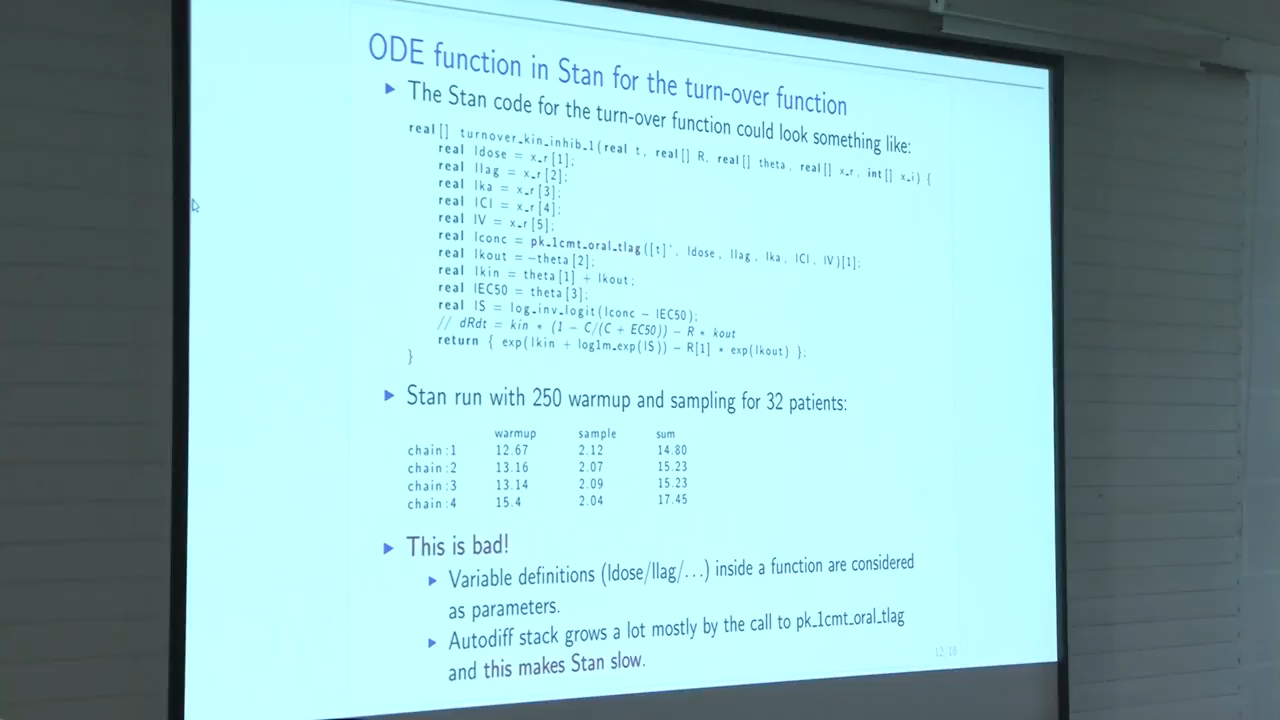 ODE function in Stan for the turn-over function
The Stan code for the turn-over function could look something like:
real[] turnover_kin_inhib_1(real t, real[] R, real[] theta, real[] x_r, int[] x_i) {
real ldose = x_r[1];
real llag = x_r[2];
real lka = x_r[3];
real lCl = x_r[4];
real lV = x_r[5];
real lconc = pk_1cmt_oral_tlag([t]', ldose, llag, lka, lCl, lV)[1];
real lkout = -theta[2];
real lkin = theta[1] + lkout;
real lEC50 = theta[3];
real lS = log_inv_logit(lconc - lEC50);
// dRdt = kin * (1 - C/(C + EC50)) - R * kout
return { exp(lkin + log1m_exp(lS)) - R[1] * exp(lkout) };
}
Stan run with 250 warmup and sampling for 32 patients:
warmup sample sum
chain:1 12.67 2.12 14.80
chain:2 13.16 2.07 15.23
chain:3 13.14 2.09 15.23
chain:4 15.4 2.04 17.45
This is bad!
Variable definitions (ldose/llag/...) inside a function are considered
as parameters.
Autodiff stack grows a lot mostly by the call to pk_1cmt_oral_tlag
and this makes Stan slow.
12/18